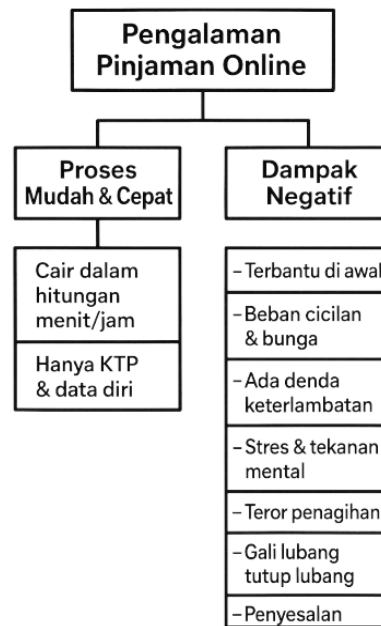 Pengalaman
Pinjaman Online
Proses
Mudah & Cepat
Cair dalam
hitungan
menit/jam
Hanya KTP
& data diri
Dampak
Negatif
– Terbantu di awal
– Beban cicilan
& bunga
– Ada denda
keterlambatan
– Stres & tekanan
mental
– Teror penagihan
– Gali lubang
tutup lubang
– Penyesalan